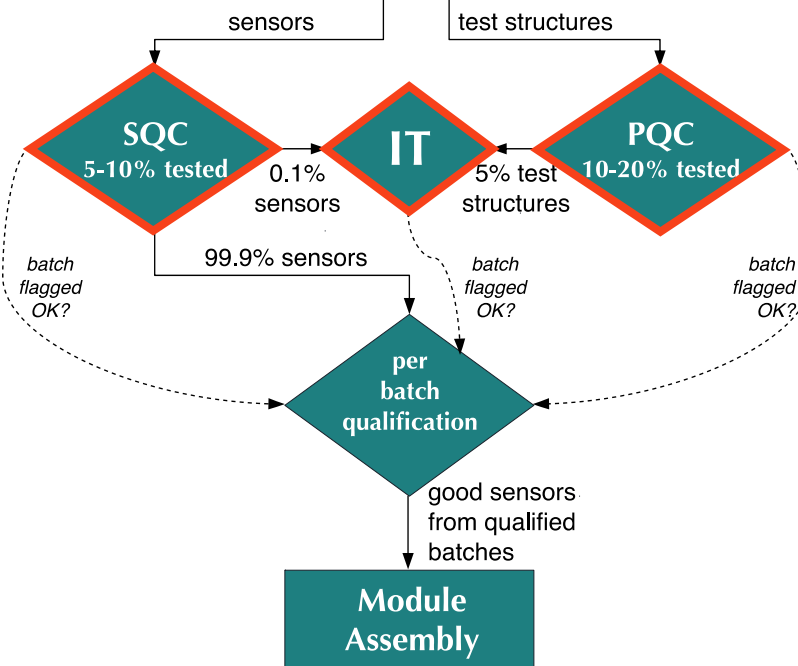 sensors
test structures
SQC
5-10% tested
IT
PQC
10-20% tested
0.1%
sensors
5% test
structures
99.9% sensors
batch
flagged
OK?
batch
flagged
OK?
batch
flagged
OK?
per
batch
qualification
good sensors
from qualified
batches
Module
Assembly